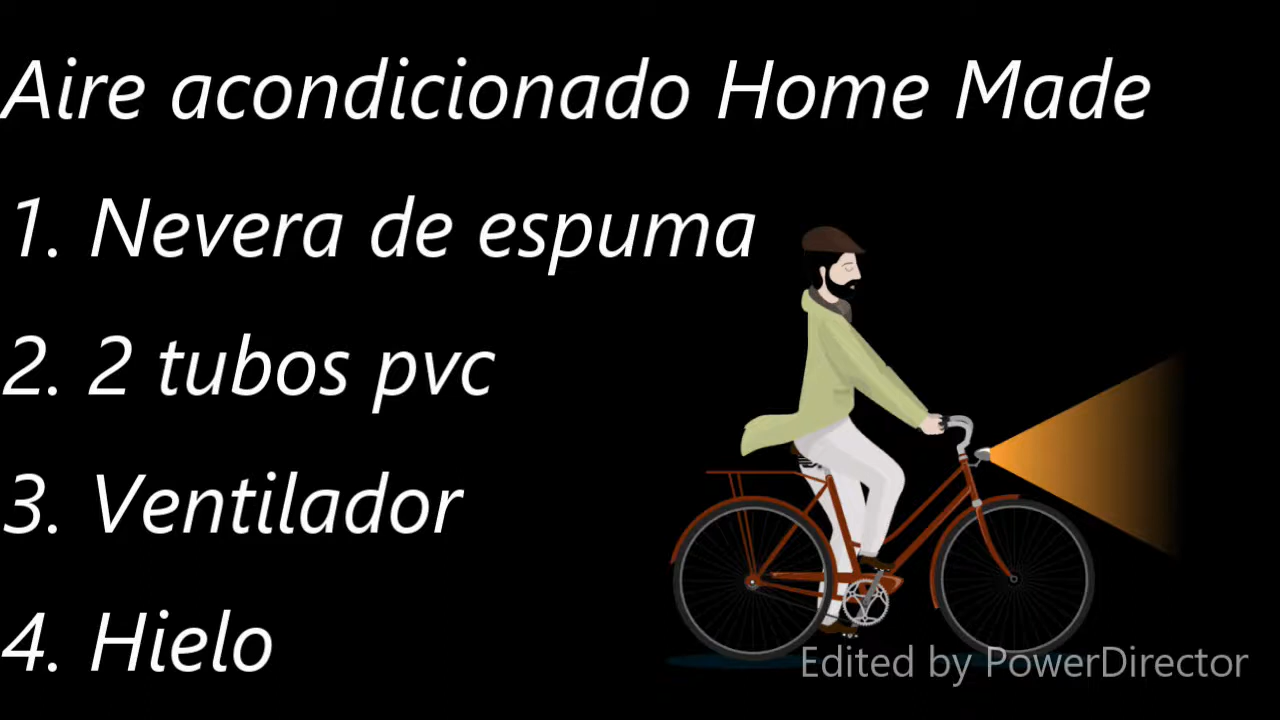 Aire acondicionado Home Made
1. Nevera de espuma
2. 2 tubos pvc
3. Ventilador
4. Hielo
Edited by PowerDirector